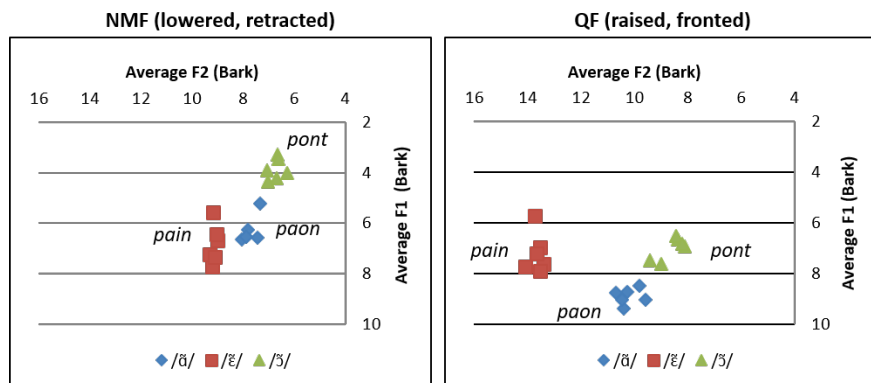 NMF (lowered, retracted)
Average F2 (Bark)
16 14 12 10 8 6 4
2
4
6
8
10
Average F1 (Bark)
pont
pain
paon
/ɑ̃/ /ɛ̃/ /ɔ̃/
QF (raised, fronted)
Average F2 (Bark)
16 14 12 10 8 6 4
2
4
6
8
10
Average F1 (Bark)
pain
pont
paon
/ɑ̃/ /ɛ̃/ /ɔ̃/